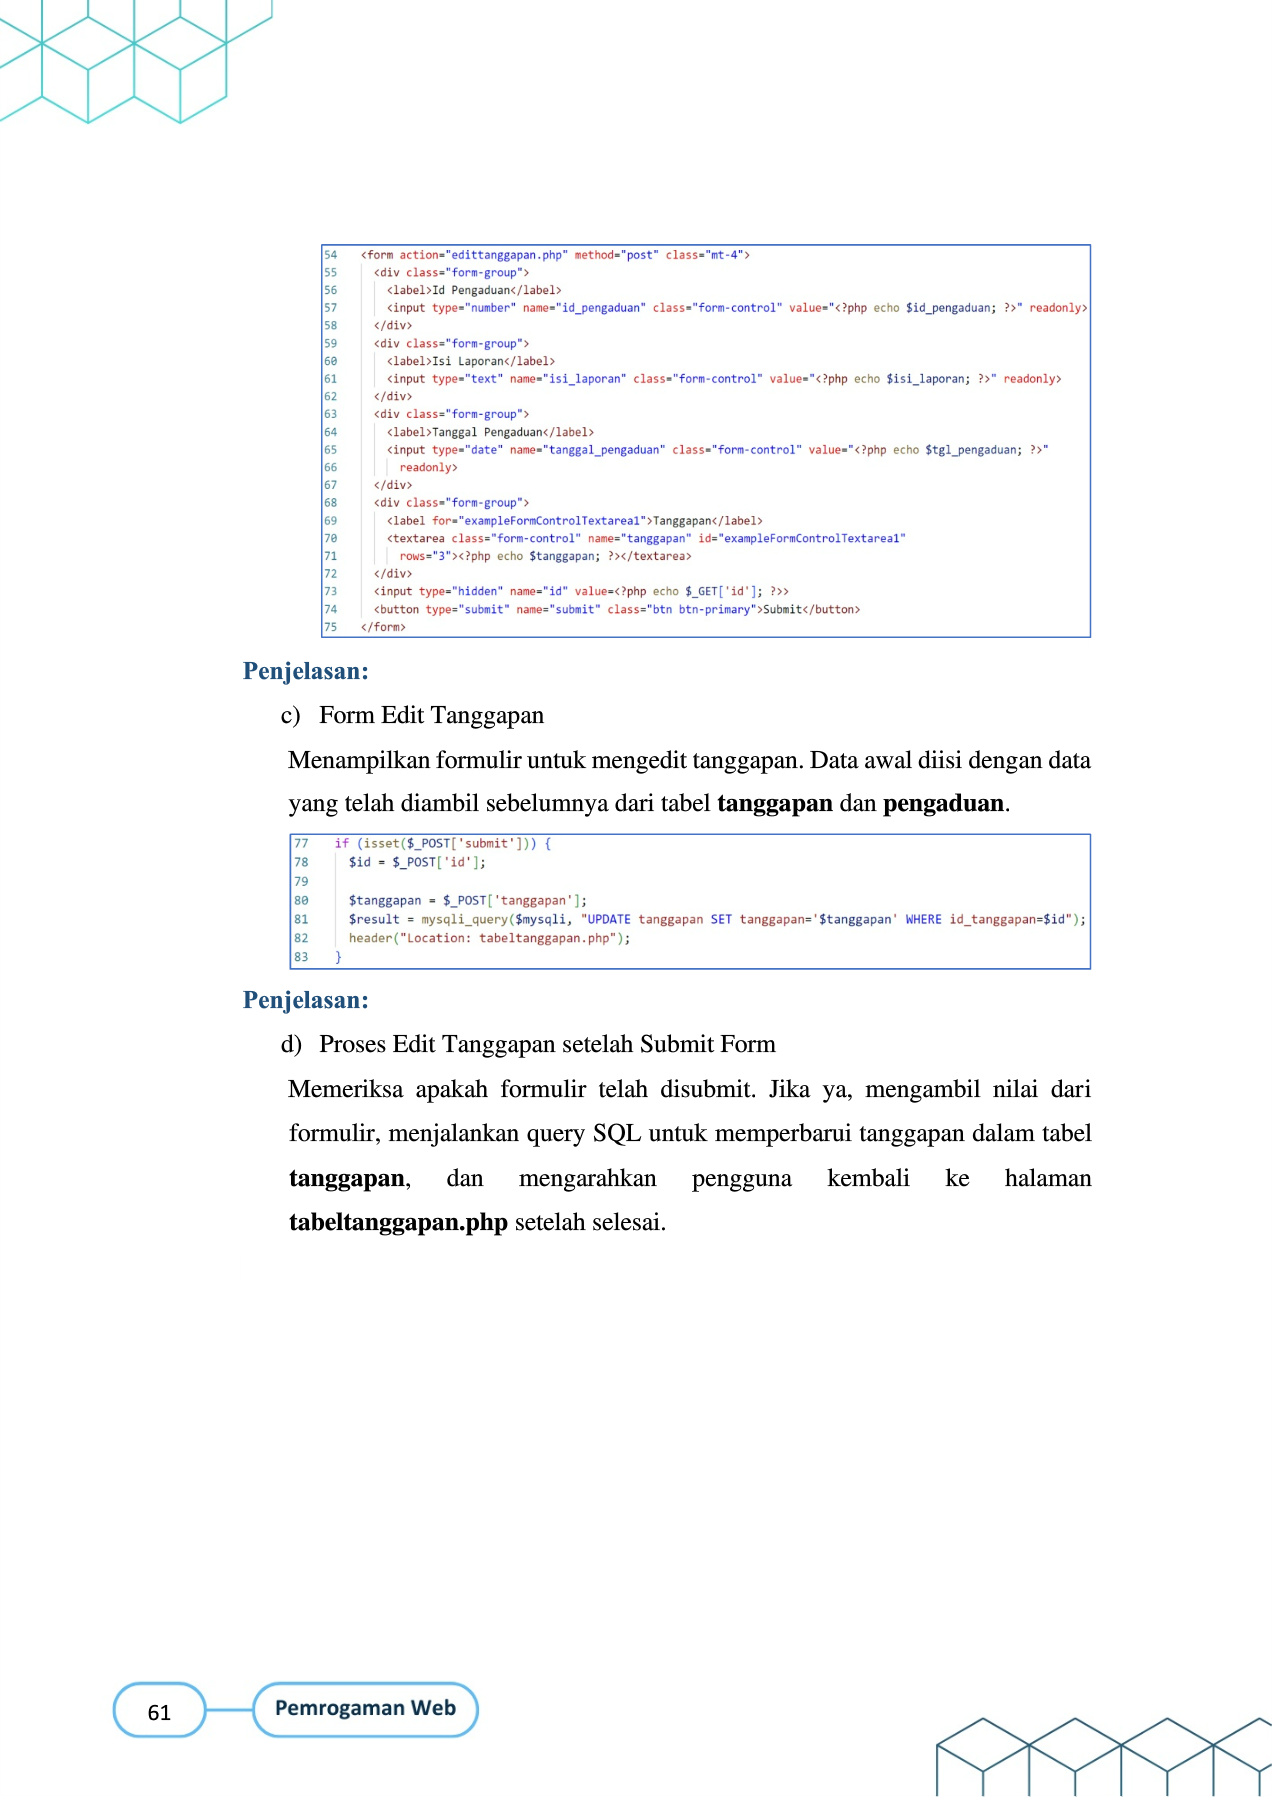 54 <form action="edittanggapan.php" method="post" class="mt-4">
55 <div class="form-group">
56 <label>Id Pengaduan</label>
57 <input type="number" name="id_pengaduan" class="form-control" value="<?php echo $id_pengaduan; ?>" readonly>
58 </div>
59 <div class="form-group">
60 <label>Isi Laporan</label>
61 <input type="text" name="isi_laporan" class="form-control" value="<?php echo $isi_laporan; ?>" readonly>
62 </div>
63 <div class="form-group">
64 <label>Tanggal Pengaduan</label>
65 <input type="date" name="tanggal_pengaduan" class="form-control" value="<?php echo $tgl_pengaduan; ?>"
66 readonly>
67 </div>
68 <div class="form-group">
69 <label for="exampleFormControlTextarea1">Tanggapan</label>
70 <textarea class="form-control" name="tanggapan" id="exampleFormControlTextarea1"
71 rows="3"><?php echo $tanggapan; ?></textarea>
72 </div>
73 <input type="hidden" name="id" value=<?php echo $_GET['id']; ?>>
74 <button type="submit" name="submit" class="btn btn-primary">Submit</button>
75 </form>
Penjelasan:
c) Form Edit Tanggapan
Menampilkan formulir untuk mengedit tanggapan. Data awal diisi dengan data
yang telah diambil sebelumnya dari tabel tanggapan dan pengaduan.
77 if (isset($_POST['submit'])) {
78 $id = $_POST['id'];
79
80 $tanggapan = $_POST['tanggapan'];
81 $result = mysqli_query($mysqli, "UPDATE tanggapan SET tanggapan='$tanggapan' WHERE id_tanggapan=$id");
82 header("Location: tabeltanggapan.php");
83 }
Penjelasan:
d) Proses Edit Tanggapan setelah Submit Form
Memeriksa apakah formulir telah disubmit. Jika ya, mengambil nilai dari
formulir, menjalankan query SQL untuk memperbarui tanggapan dalam tabel
tanggapan, dan mengarahkan pengguna kembali ke halaman
tabeltanggapan.php setelah selesai.
61 Pemrogaman Web